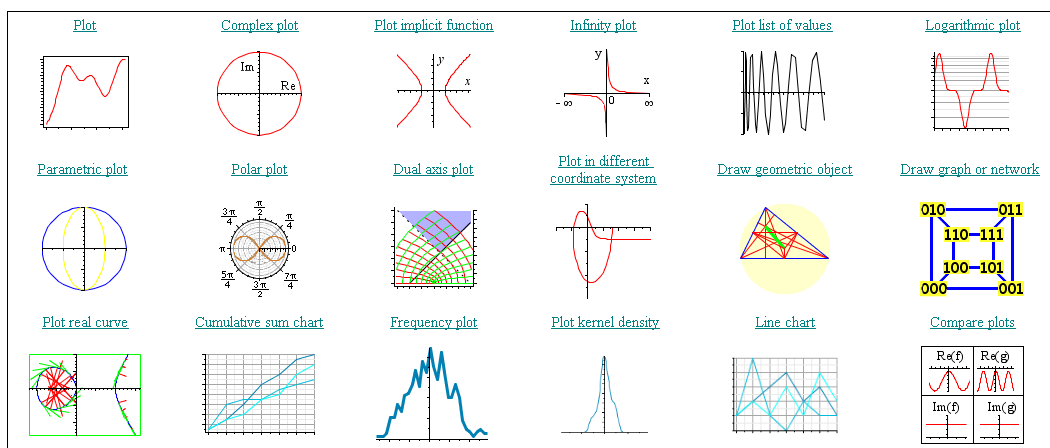 Plot
Complex plot
Plot implicit function
Infinity plot
Plot list of values
Logarithmic plot
Im
Re
y
x
y
x
- ∞
0
∞
Parametric plot
Polar plot
Dual axis plot
Plot in different
coordinate system
Draw geometric object
Draw graph or network
π/2
3π/4
π/4
π
0
5π/4
7π/4
3π/2
010
011
110
111
100
101
000
001
Plot real curve
Cumulative sum chart
Frequency plot
Plot kernel density
Line chart
Compare plots
Re(f)
Re(g)
Im(f)
Im(g)